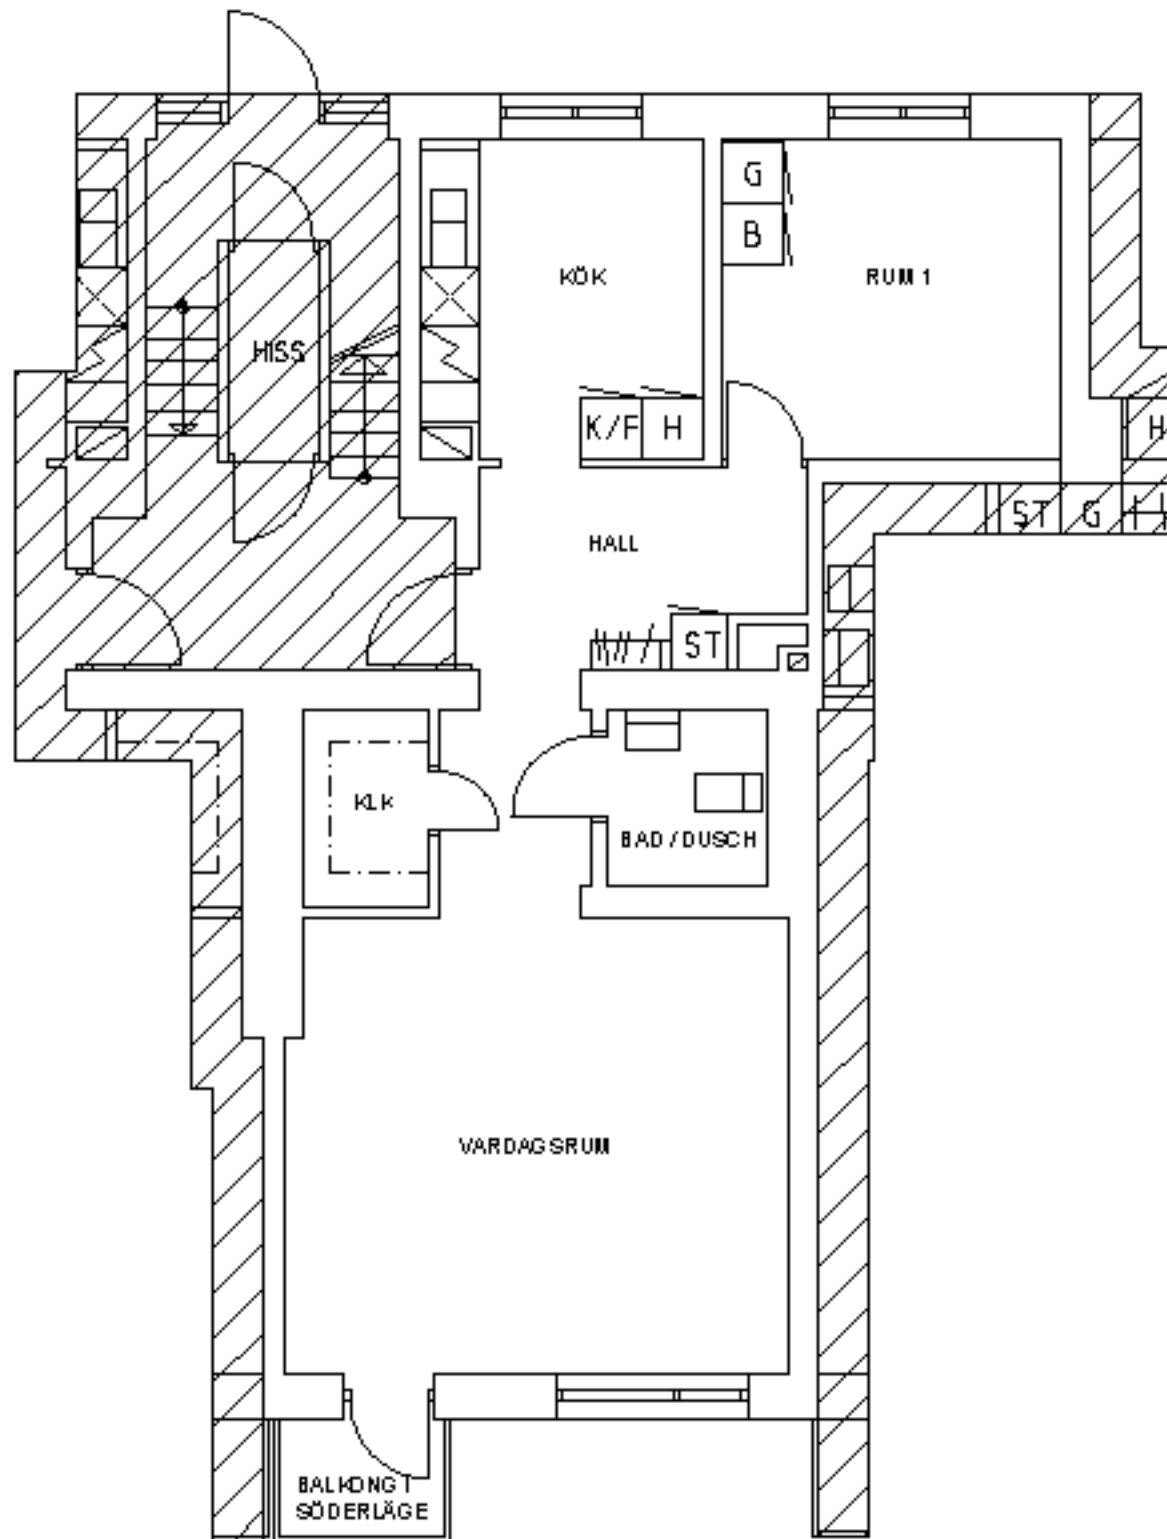 G
B
KÖK
RUM 1
HISS
K/F H
H
ST G
HALL
ST
KLK
BAD / DUSCH
VARDAGSRUM
BALKONG I
SÖDERLÄGE